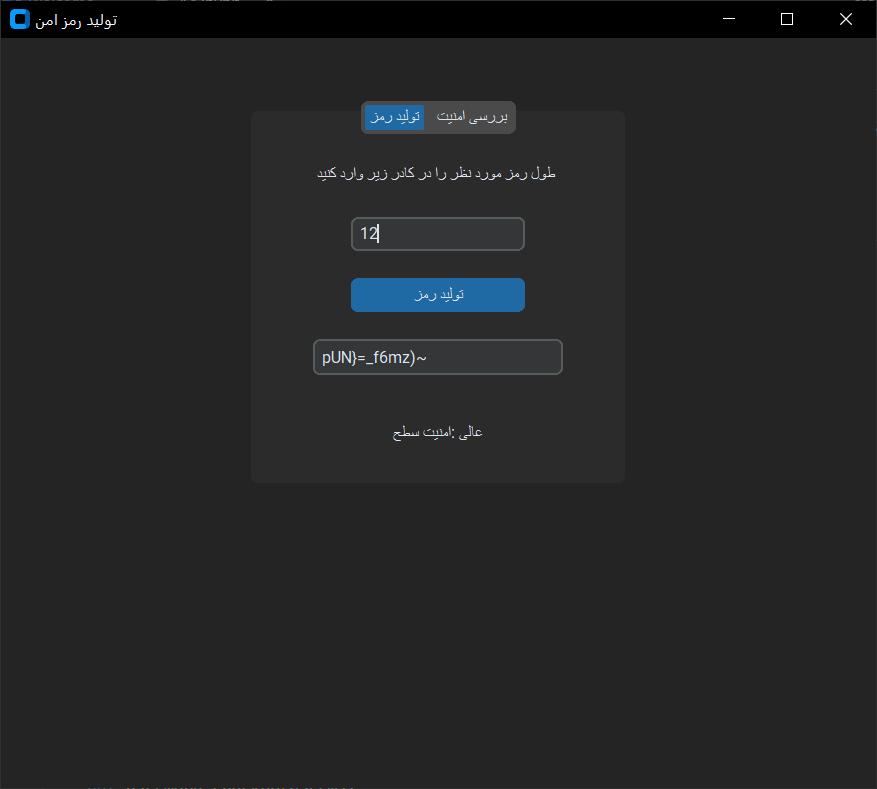 تولید رمز امن
تولید رمز بررسی امنیت
طول رمز مورد نظر را در کادر زیر وارد کنید
12
تولید رمز
pUN}=_f6mz)~
عالی :امنیت سطح